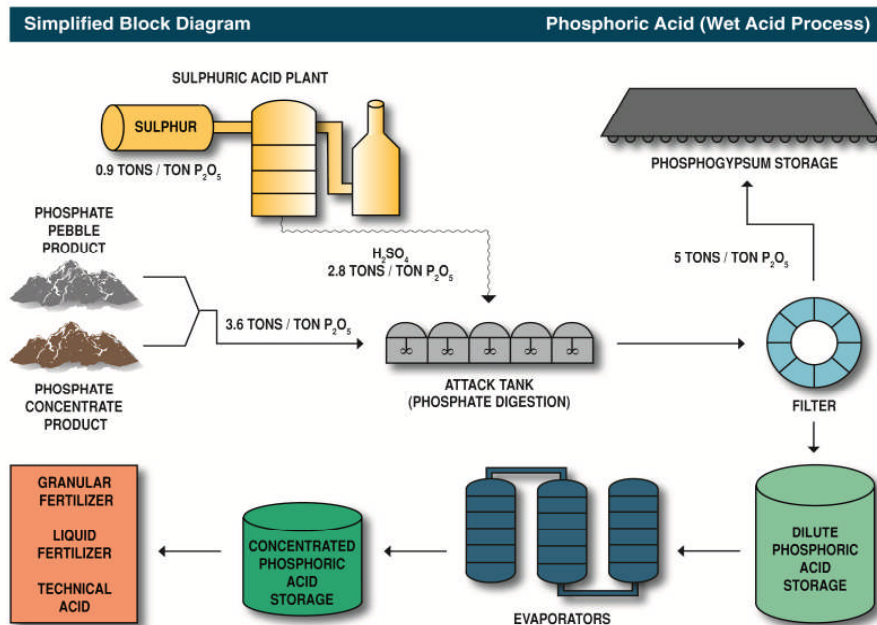 Simplified Block Diagram
Phosphoric Acid (Wet Acid Process)
SULPHURIC ACID PLANT
SULPHUR
0.9 TONS / TON P₂O₅
PHOSPHOGYPSUM STORAGE
PHOSPHATE
PEBBLE
PRODUCT
H₂SO₄
2.8 TONS / TON P₂O₅
5 TONS / TON P₂O₅
3.6 TONS / TON P₂O₅
PHOSPHATE
CONCENTRATE
PRODUCT
ATTACK TANK
(PHOSPHATE DIGESTION)
FILTER
GRANULAR
FERTILIZER
LIQUID
FERTILIZER
TECHNICAL
ACID
CONCENTRATED
PHOSPHORIC
ACID
STORAGE
EVAPORATORS
DILUTE
PHOSPHORIC
ACID
STORAGE